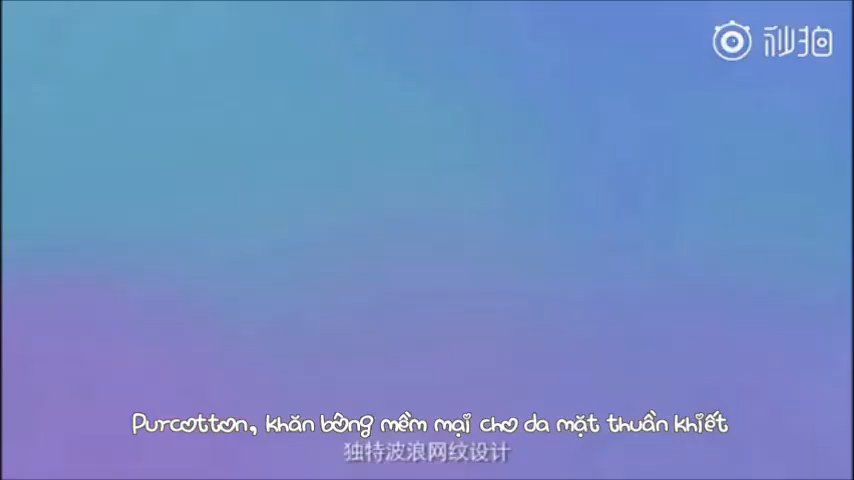 秒拍
Purcotton, khăn bông mềm mại cho da mặt thuần khiết
独特波浪网纹设计